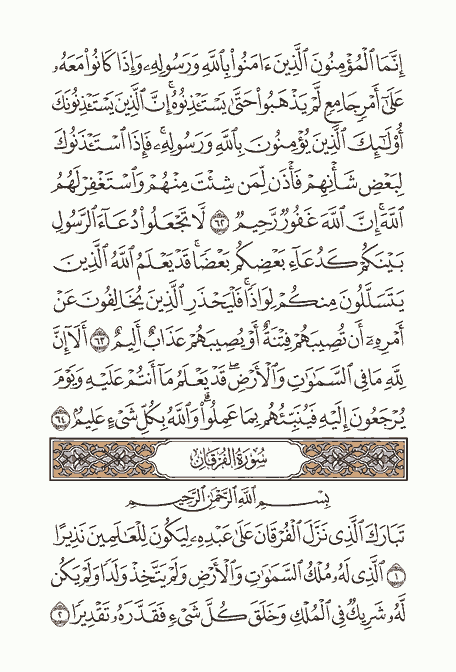 إِنَّمَا ٱلْمُؤْمِنُونَ ٱلَّذِينَ ءَامَنُوا۟ بِٱللَّهِ وَرَسُولِهِۦ وَإِذَا كَانُوا۟ مَعَهُۥ
عَلَىٰٓ أَمْرٍ جَامِعٍ لَّمْ يَذْهَبُوا۟ حَتَّىٰ يَسْتَـْٔذِنُوهُ ۚ إِنَّ ٱلَّذِينَ يَسْتَـْٔذِنُونَكَ
أُو۟لَـٰٓئِكَ ٱلَّذِينَ يُؤْمِنُونَ بِٱللَّهِ وَرَسُولِهِۦ ۚ فَإِذَا ٱسْتَـْٔذَنُوكَ
لِبَعْضِ شَأْنِهِمْ فَأْذَن لِّمَن شِئْتَ مِنْهُمْ وَٱسْتَغْفِرْ لَهُمُ
ٱللَّهَ ۚ إِنَّ ٱللَّهَ غَفُورٌ رَّحِيمٌ ٦٢ لَّا تَجْعَلُوا۟ دُعَآءَ ٱلرَّسُولِ
بَيْنَكُمْ كَدُعَآءِ بَعْضِكُم بَعْضًا ۚ قَدْ يَعْلَمُ ٱللَّهُ ٱلَّذِينَ
يَتَسَلَّلُونَ مِنكُمْ لِوَاذًا ۚ فَلْيَحْذَرِ ٱلَّذِينَ يُخَالِفُونَ عَنْ
أَمْرِهِۦٓ أَن تُصِيبَهُمْ فِتْنَةٌ أَوْ يُصِيبَهُمْ عَذَابٌ أَلِيمٌ ٦٣ أَلَآ إِنَّ
لِلَّهِ مَا فِى ٱلسَّمَـٰوَٰتِ وَٱلْأَرْضِ ۖ قَدْ يَعْلَمُ مَآ أَنتُمْ عَلَيْهِ وَيَوْمَ
يُرْجَعُونَ إِلَيْهِ فَيُنَبِّئُهُم بِمَا عَمِلُوا۟ ۗ وَٱللَّهُ بِكُلِّ شَىْءٍ عَلِيمٌ ٦٤
سُورَةُ الفُرْقَانِ
بِسْمِ ٱللَّهِ ٱلرَّحْمَـٰنِ ٱلرَّحِيمِ
تَبَارَكَ ٱلَّذِى نَزَّلَ ٱلْفُرْقَانَ عَلَىٰ عَبْدِهِۦ لِيَكُونَ لِلْعَـٰلَمِينَ نَذِيرًا
١ ٱلَّذِى لَهُۥ مُلْكُ ٱلسَّمَـٰوَٰتِ وَٱلْأَرْضِ وَلَمْ يَتَّخِذْ وَلَدًا وَلَمْ يَكُن
لَّهُۥ شَرِيكٌ فِى ٱلْمُلْكِ وَخَلَقَ كُلَّ شَىْءٍ فَقَدَّرَهُۥ تَقْدِيرًا ٢